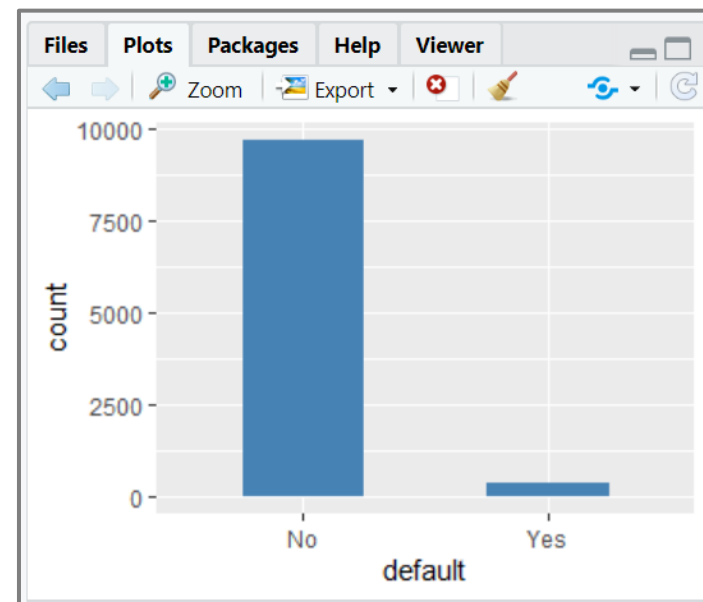 Files Plots Packages Help Viewer
Zoom Export
10000
7500
5000
2500
0
count
No Yes
default